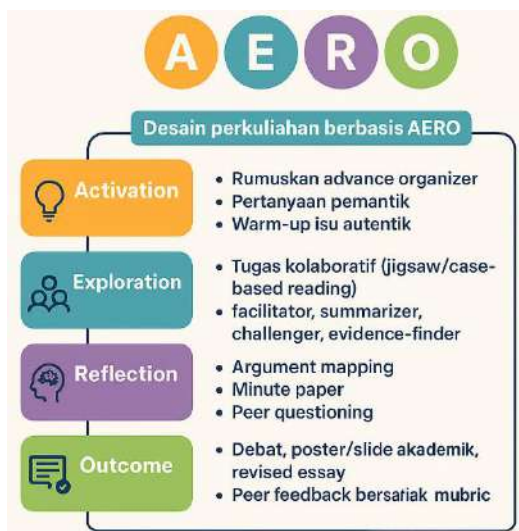 A E R O
Desain perkuliahan berbasis AERO
Activation
• Rumuskan advance organizer
• Pertanyaan pemantik
• Warm-up isu autentik
Exploration
• Tugas kolaboratif (jigsaw/case-
based reading)
• facilitator, summarizer,
challenger, evidence-finder
Reflection
• Argument mapping
• Minute paper
• Peer questioning
Outcome
• Debat, poster/slide akademik,
revised essay
• Peer feedback bersafiak mubric